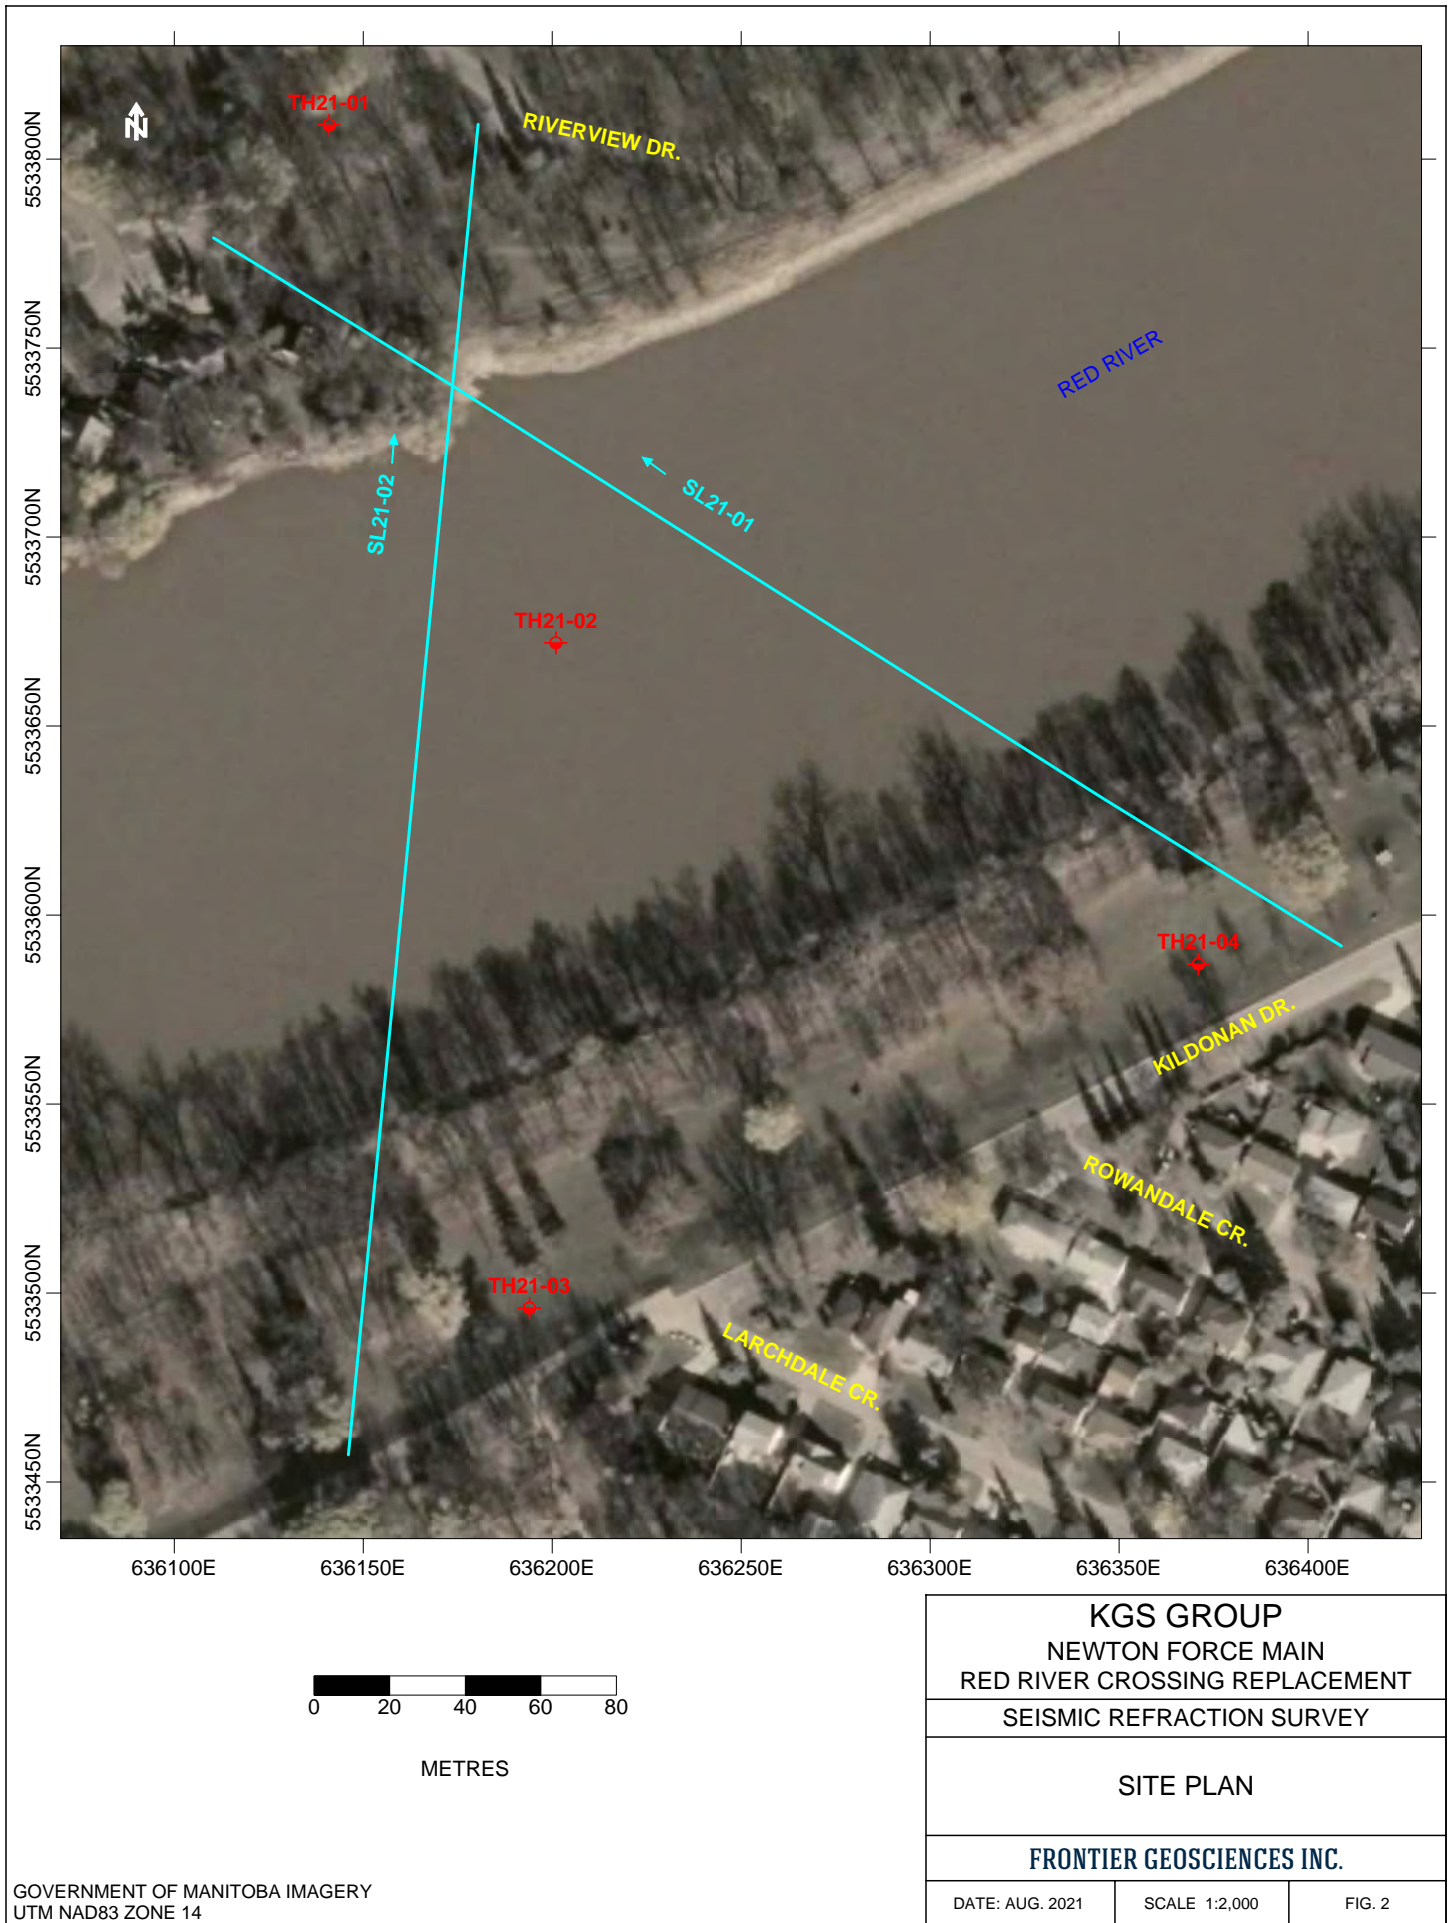 TH21-01
RIVERVIEW DR.
N
5533800N
5533750N
RED RIVER
SL21-02
SL21-01
5533700N
TH21-02
5533650N
5533600N
TH21-04
KILDONAN DR.
5533550N
ROWANDALE CR.
5533500N
TH21-03
LARCHDALE CR.
5533450N
636100E 636150E 636200E 636250E 636300E 636350E 636400E
0 20 40 60 80
METRES
KGS GROUP
NEWTON FORCE MAIN
RED RIVER CROSSING REPLACEMENT
SEISMIC REFRACTION SURVEY
SITE PLAN
FRONTIER GEOSCIENCES INC.
DATE: AUG. 2021 SCALE 1:2,000 FIG. 2
GOVERNMENT OF MANITOBA IMAGERY
UTM NAD83 ZONE 14